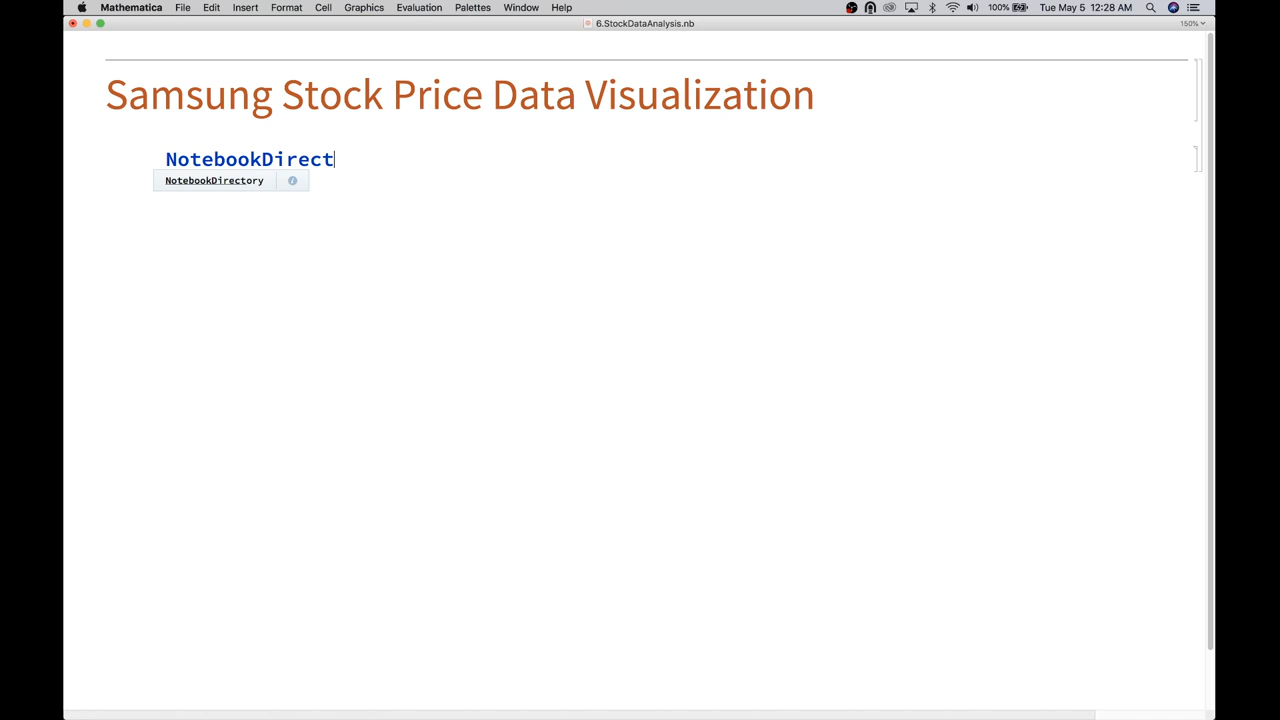 Mathematica File Edit Insert Format Cell Graphics Evaluation Palettes Window Help 100% Tue May 5 12:28 AM
6.StockDataAnalysis.nb 150%
Samsung Stock Price Data Visualization
NotebookDirect
NotebookDirectory